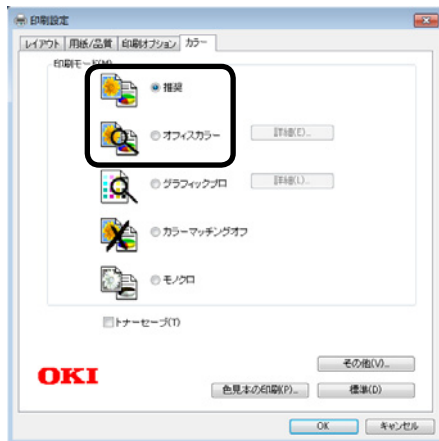 印刷設定
レイアウト 用紙/品質 印刷オプション カラー
印刷モード(M)
推奨
オフィスカラー 詳細(E)...
グラフィックプロ 詳細(L)...
カラーマッチングオフ
モノクロ
トナーセーブ(T)
その他(V)...
OKI
色見本の印刷(P)... 標準(D)
OK キャンセル